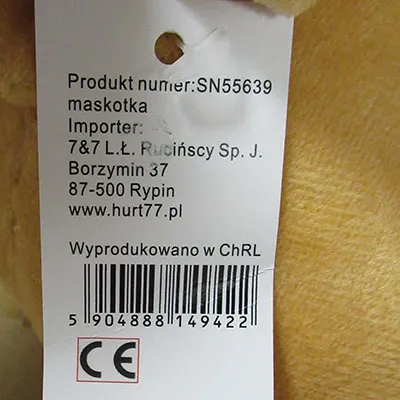 Produkt numer:SN55639
maskotka
Importer:
7&7 L.Ł. Rucińscy Sp. J.
Borzymin 37
87-500 Rypin
www.hurt77.pl
Wyprodukowano w ChRL
5 904888 149422
CE